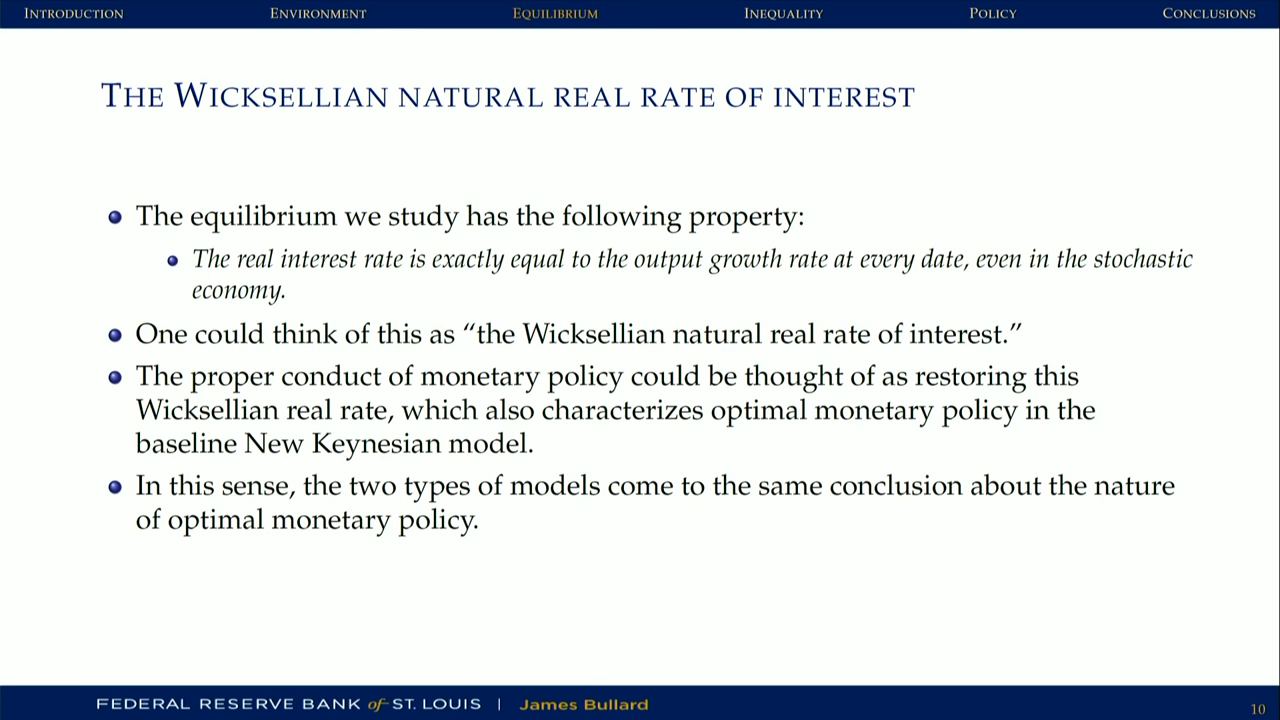 INTRODUCTION ENVIRONMENT EQUILIBRIUM INEQUALITY POLICY CONCLUSIONS
THE WICKSELLIAN NATURAL REAL RATE OF INTEREST
The equilibrium we study has the following property:
The real interest rate is exactly equal to the output growth rate at every date, even in the stochastic
economy.
One could think of this as “the Wicksellian natural real rate of interest.”
The proper conduct of monetary policy could be thought of as restoring this
Wicksellian real rate, which also characterizes optimal monetary policy in the
baseline New Keynesian model.
In this sense, the two types of models come to the same conclusion about the nature
of optimal monetary policy.
FEDERAL RESERVE BANK of ST. LOUIS | James Bullard
10